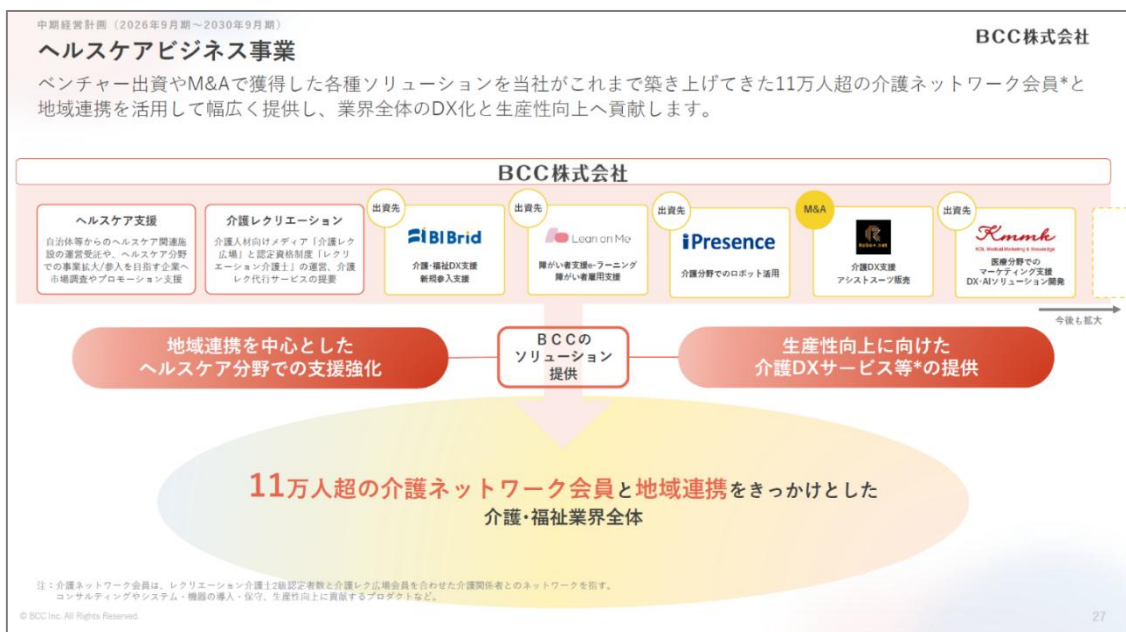 中期経営計画（2026年9月期～2030年9月期）
ヘルスケアビジネス事業
BCC株式会社
ベンチャー出資やM&Aで獲得した各種ソリューションを当社がこれまで築き上げてきた11万人超の介護ネットワーク会員*と
地域連携を活用して幅広く提供し、業界全体のDX化と生産性向上へ貢献します。
BCC株式会社
ヘルスケア支援
自治体等からのヘルスケア関連施
設の運営受託や、ヘルスケア分野
での事業拡大/参入を目指す企業へ
市場調査やプロモーション支援
介護レクリエーション
介護人材向けメディア「介護レク
広場」と認定資格制度「レクリ
エーション介護士」の運営、介護
レク代行サービスの提要
出資先
BIBrid
介護・福祉DX支援
新規参入支援
出資先
Lean on Me
障がい者支援e-ラーニング
障がい者雇用支援
出資先
iPresence
介護分野でのロボット活用
M&A
Robo.net
介護DX支援
アシストスーツ販売
出資先
Kmmk
KOL Medical Marketing & Knowledge
医療分野での
マーケティング支援
DX・AIソリューション開発
今後も拡大
地域連携を中心とした
ヘルスケア分野での支援強化
BCCの
ソリューション
提供
生産性向上に向けた
介護DXサービス等*の提供
11万人超の介護ネットワーク会員と地域連携をきっかけとした
介護・福祉業界全体
注：介護ネットワーク会員は、レクリエーション介護士2級認定者数と介護レク広場会員を合わせた介護関係者とのネットワークを指す。
コンサルティングやシステム・機器の導入・保守、生産性向上に貢献するプロダクトなど。
© BCC Inc. All Rights Reserved.
27